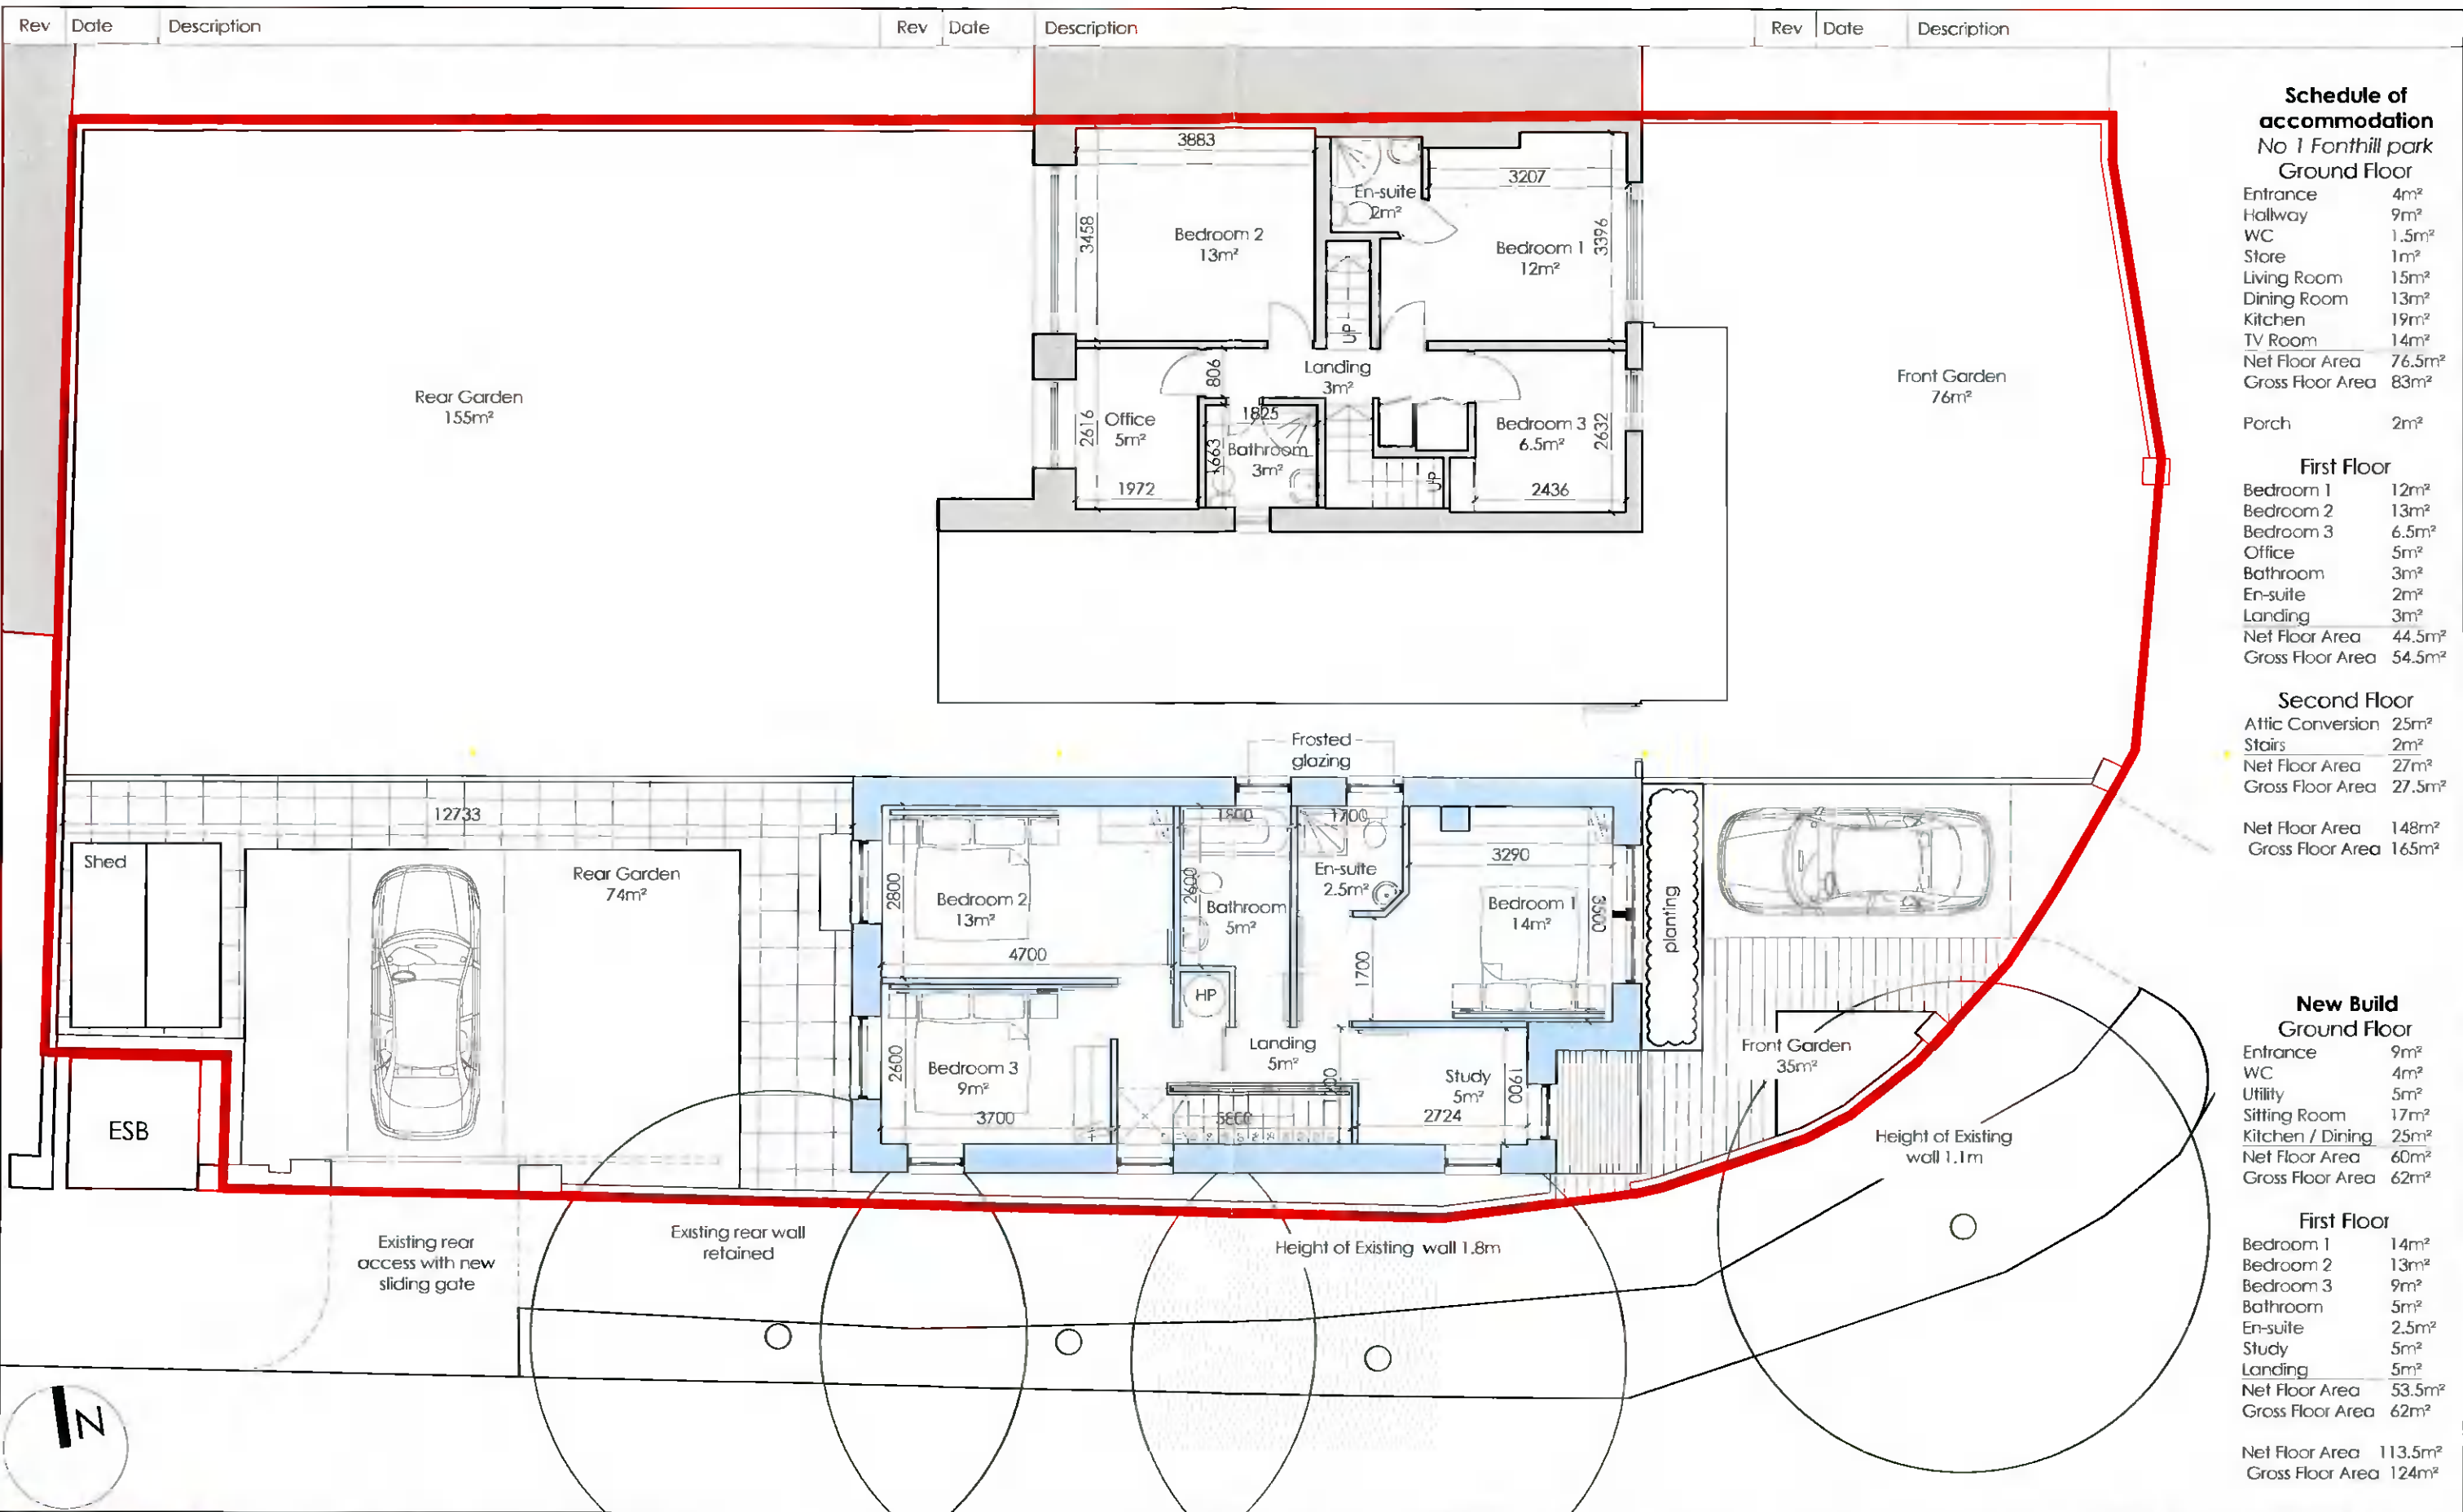 Rev Date Description Rev Date Description Rev Date Description
3883
3207
En-suite
2m²
3458
Bedroom 2
13m²
Bedroom 1
12m²
3396
UP
Landing
3m²
806
Rear Garden
155m²
Front Garden
76m²
2616
Office
5m²
1825
1663
Bathroom
3m²
Bedroom 3
6.5m²
2632
UP
1972
2436
Frosted
glazing
12733
1800
1700
Shed
Rear Garden
74m²
2800
Bedroom 2
13m²
4700
2600
Bathroom
5m²
En-suite
2.5m²
3290
Bedroom 1
14m²
3500
1700
planting
HP
Landing
5m²
2600
Bedroom 3
9m²
3700
Study
5m²
1900
2724
Front Garden
35m²
ESB
Height of Existing
wall 1.1m
Existing rear
access with new
sliding gate
Existing rear wall
retained
Height of Existing wall 1.8m
N
Schedule of
accommodation
No 1 Fonthill park
Ground Floor
Entrance 4m²
Hallway 9m²
WC 1.5m²
Store 1m²
Living Room 15m²
Dining Room 13m²
Kitchen 19m²
TV Room 14m²
Net Floor Area 76.5m²
Gross Floor Area 83m²
Porch 2m²
First Floor
Bedroom 1 12m²
Bedroom 2 13m²
Bedroom 3 6.5m²
Office 5m²
Bathroom 3m²
En-suite 2m²
Landing 3m²
Net Floor Area 44.5m²
Gross Floor Area 54.5m²
Second Floor
Attic Conversion 25m²
Stairs 2m²
Net Floor Area 27m²
Gross Floor Area 27.5m²
Net Floor Area 148m²
Gross Floor Area 165m²
New Build
Ground Floor
Entrance 9m²
WC 4m²
Utility 5m²
Sitting Room 17m²
Kitchen / Dining 25m²
Net Floor Area 60m²
Gross Floor Area 62m²
First Floor
Bedroom 1 14m²
Bedroom 2 13m²
Bedroom 3 9m²
Bathroom 5m²
En-suite 2.5m²
Study 5m²
Landing 5m²
Net Floor Area 53.5m²
Gross Floor Area 62m²
Net Floor Area 113.5m²
Gross Floor Area 124m²